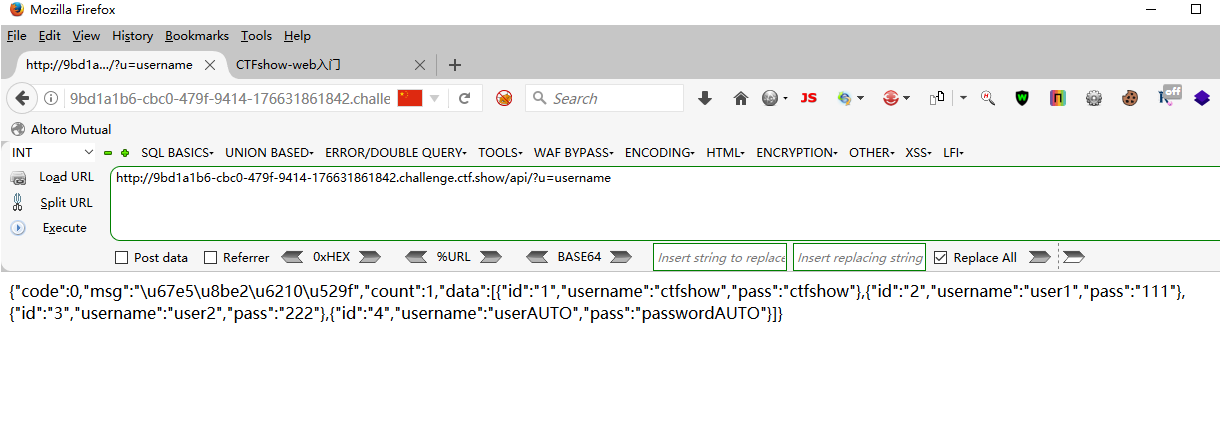 Mozilla Firefox
File Edit View History Bookmarks Tools Help
http://9bd1a.../?u=username CTFshow-web入门
9bd1a1b6-cbc0-479f-9414-176631861842.challe Search JS off
Altoro Mutual
INT SQL BASICS UNION BASED ERROR/DOUBLE QUERY TOOLS WAF BYPASS ENCODING HTML ENCRYPTION OTHER XSS LFI
Load URL http://9bd1a1b6-cbc0-479f-9414-176631861842.challenge.ctf.show/api/?u=username
Split URL
Execute
Post data Referrer 0xHEX %URL BASE64 Insert string to replace Insert replacing string Replace All
{"code":0,"msg":"\u67e5\u8be2\u6210\u529f","count":1,"data":[{"id":"1","username":"ctfshow","pass":"ctfshow"},{"id":"2","username":"user1","pass":"111"},
{"id":"3","username":"user2","pass":"222"},{"id":"4","username":"userAUTO","pass":"passwordAUTO"}]}